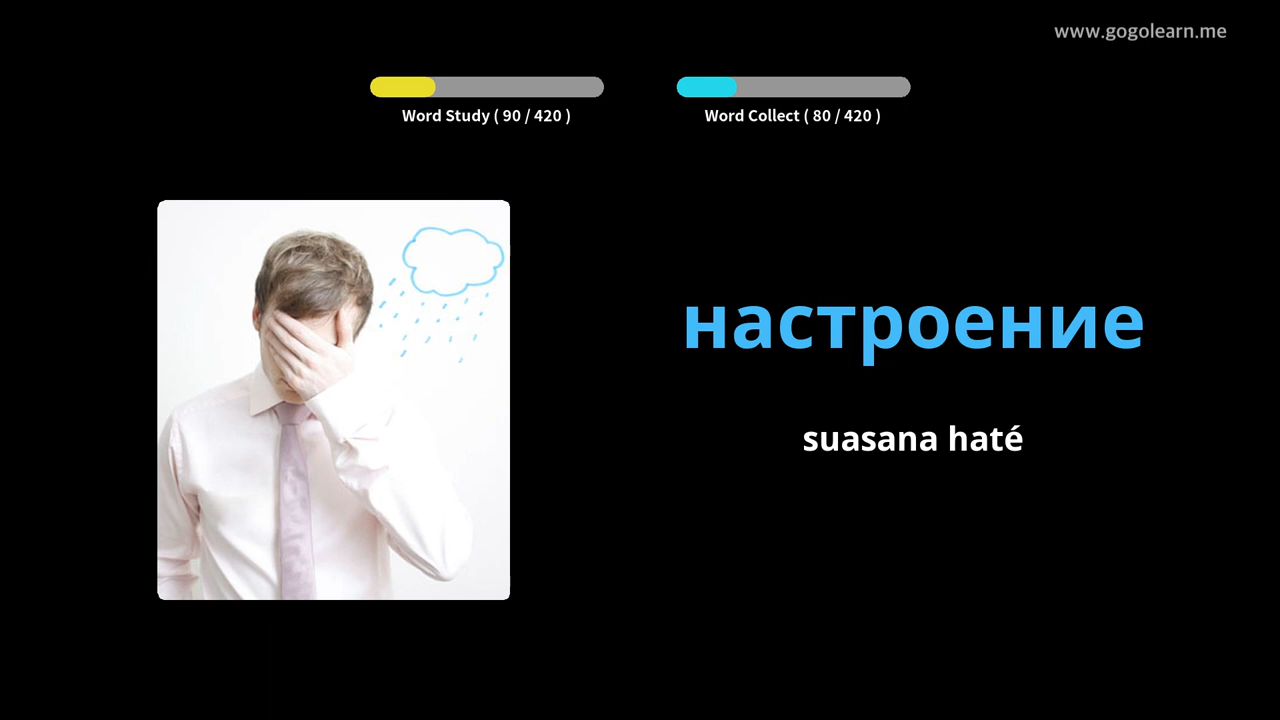 www.gogolearn.me
Word Study ( 90 / 420 )
Word Collect ( 80 / 420 )
настроение
suasana haté